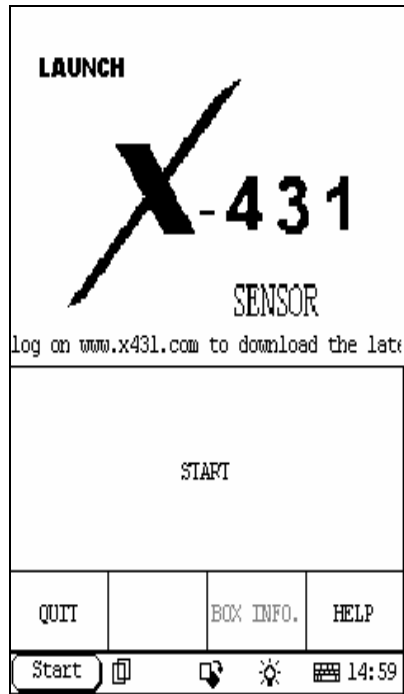 LAUNCH
X-431
SENSOR
log on www.x431.com to download the late
START
QUIT
BOX INFO.
HELP
Start
14:59